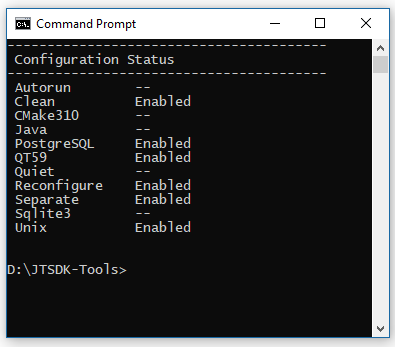 Command Prompt
----------------------------------------
Configuration Status
----------------------------------------
Autorun --
Clean Enabled
CMake310 --
Java --
PostgreSQL Enabled
QT59 Enabled
Quiet --
Reconfigure Enabled
Separate Enabled
Sqlite3 --
Unix Enabled
D:\JTSDK-Tools>